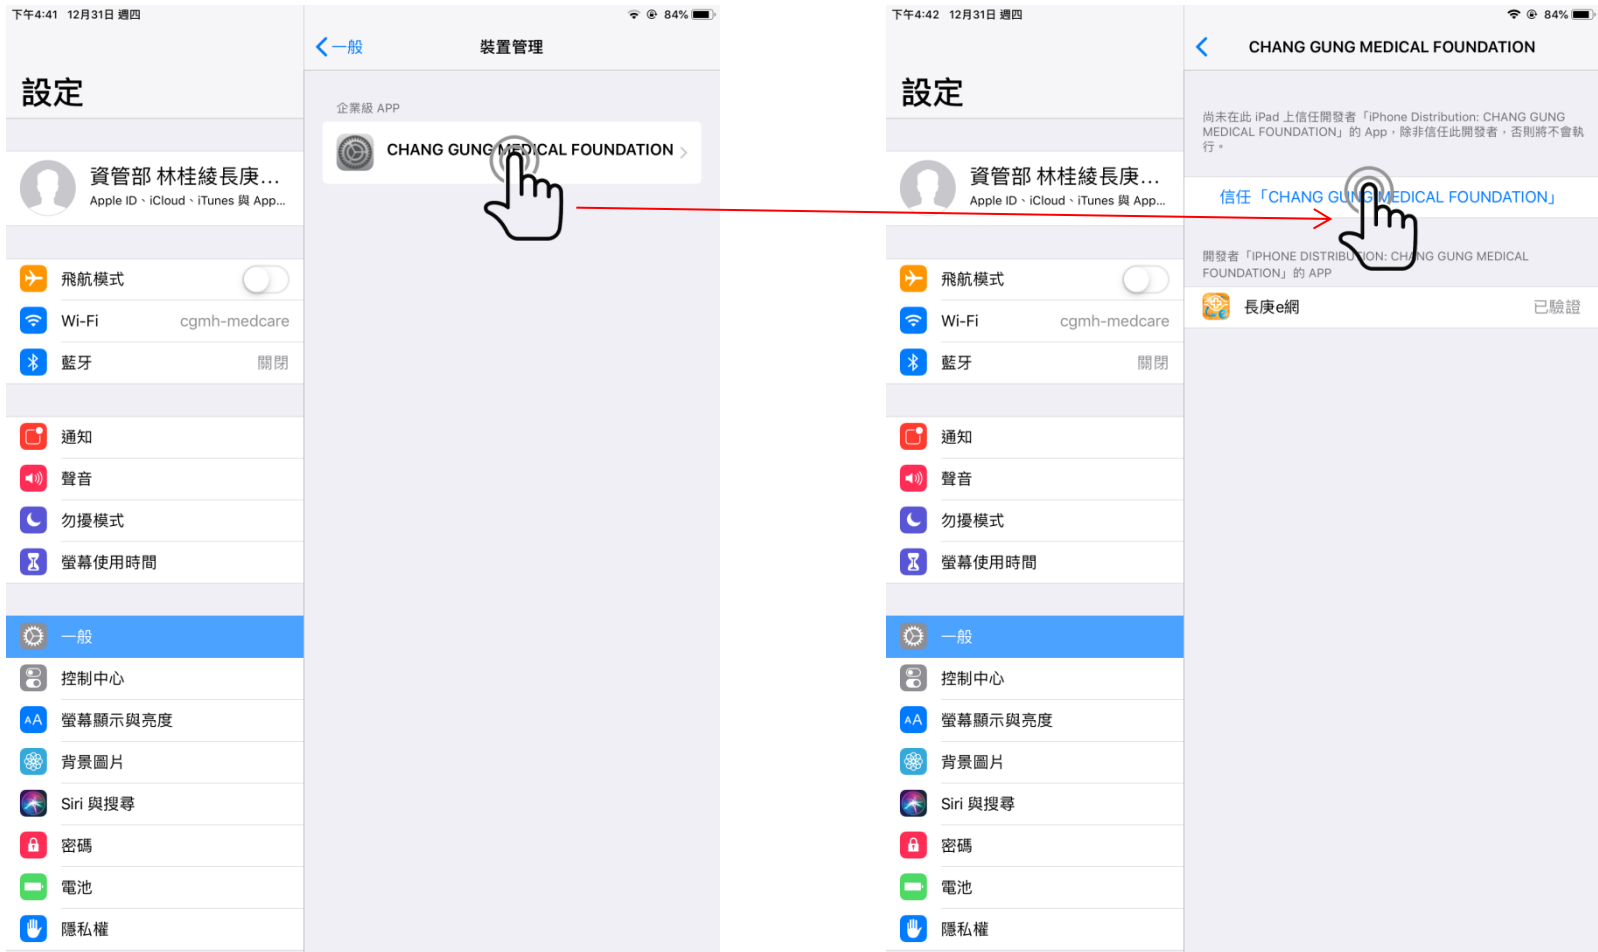 下午4:41 12月31日 週四
84%
設定
資管部 林桂綾長庚...
Apple ID、iCloud、iTunes 與 App...
飛航模式
Wi-Fi cgmh-medcare
藍牙 關閉
通知
聲音
勿擾模式
螢幕使用時間
一般
控制中心
AA 螢幕顯示與亮度
背景圖片
Siri 與搜尋
密碼
電池
隱私權
一般 裝置管理
企業級 APP
CHANG GUNG MEDICAL FOUNDATION
下午4:42 12月31日 週四
84%
設定
資管部 林桂綾長庚...
Apple ID、iCloud、iTunes 與 App...
飛航模式
Wi-Fi cgmh-medcare
藍牙 關閉
通知
聲音
勿擾模式
螢幕使用時間
一般
控制中心
AA 螢幕顯示與亮度
背景圖片
Siri 與搜尋
密碼
電池
隱私權
CHANG GUNG MEDICAL FOUNDATION
尚未在此 iPad 上信任開發者「iPhone Distribution: CHANG GUNG
MEDICAL FOUNDATION」的 App，除非信任此開發者，否則將不會執
行。
信任「CHANG GUNG MEDICAL FOUNDATION」
開發者「IPHONE DISTRIBUTION: CHANG GUNG MEDICAL
FOUNDATION」的 APP
長庚e網 已驗證